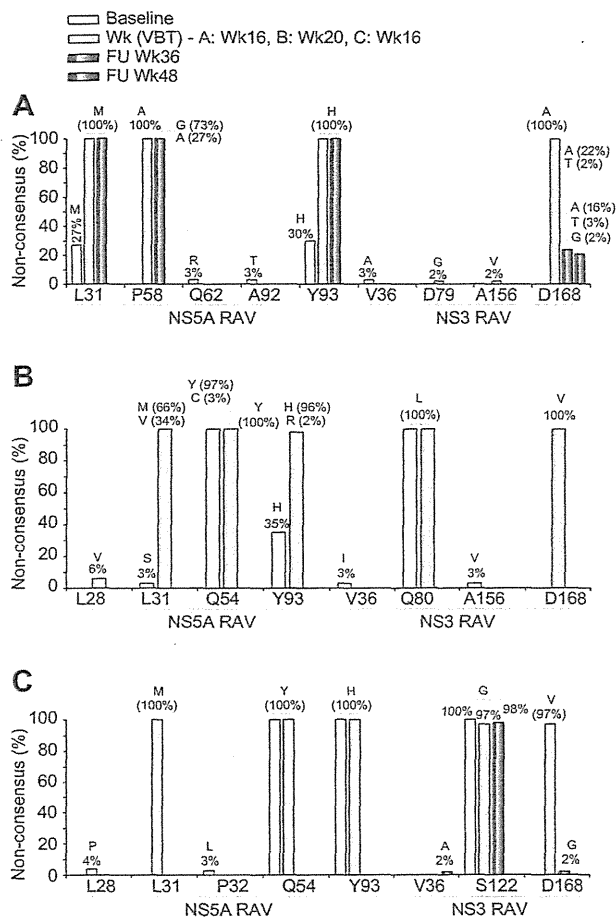 Baseline
Wk (VBT) - A: Wk16, B: Wk20, C: Wk16
FU Wk36
FU Wk48
A
Non-consensus (%)
100
80
60
40
20
0
M
27%
M
(100%)
A
100%
G (73%)
A (27%)
R
3%
T
3%
H
30%
H
(100%)
A
3%
G
2%
V
2%
A
(100%)
A (22%)
T (2%)
A (16%)
T (3%)
G (2%)
L31 P58 Q62 A92 Y93 V36 D79 A156 D168
NS5A RAV NS3 RAV
B
Non-consensus (%)
100
80
60
40
20
0
V
6%
S
3%
M (66%)
V (34%)
Y (97%)
C (3%)
Y
(100%)
H
35%
H (96%)
R (2%)
I
3%
L
(100%)
V
3%
V
100%
L28 L31 Q54 Y93 V36 Q80 A156 D168
NS5A RAV NS3 RAV
C
Non-consensus (%)
100
80
60
40
20
0
P
4%
M
(100%)
L
3%
Y
(100%)
H
(100%)
A
2%
G
100% 97% 98%
V
(97%)
G
2%
L28 L31 P32 Q54 Y93 V36 S122 D168
NS5A RAV NS3 RAV